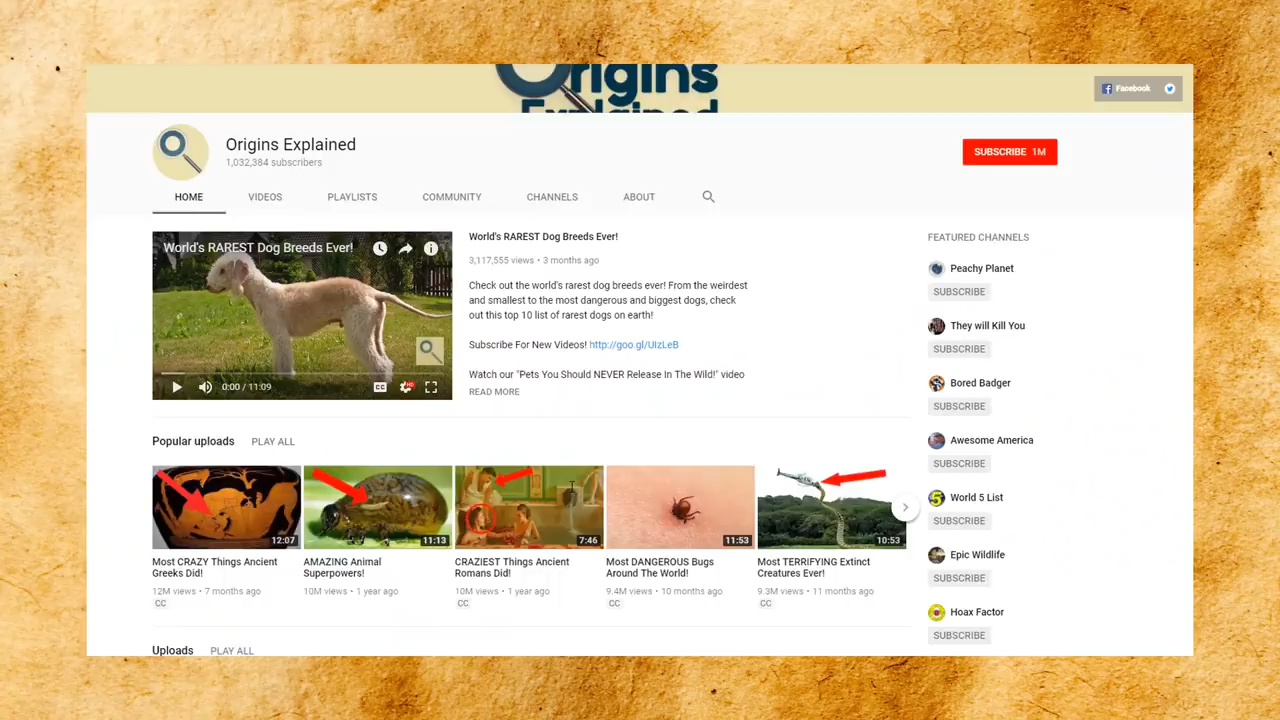 Origins
Explained
Facebook
Origins Explained
1,032,384 subscribers
SUBSCRIBE 1M
HOME VIDEOS PLAYLISTS COMMUNITY CHANNELS ABOUT
World's RAREST Dog Breeds Ever!
0:00 / 11:09
CC
HD
World's RAREST Dog Breeds Ever!
3,117,555 views • 3 months ago
Check out the world's rarest dog breeds ever! From the weirdest
and smallest to the most dangerous and biggest dogs, check
out this top 10 list of rarest dogs on earth!
Subscribe For New Videos! http://goo.gl/UIzLeB
Watch our "Pets You Should NEVER Release In The Wild!" video
READ MORE
FEATURED CHANNELS
Peachy Planet
SUBSCRIBE
They will Kill You
SUBSCRIBE
Bored Badger
SUBSCRIBE
Awesome America
SUBSCRIBE
5
World 5 List
SUBSCRIBE
Epic Wildlife
SUBSCRIBE
Hoax Factor
SUBSCRIBE
Popular uploads PLAY ALL
12:07
Most CRAZY Things Ancient
Greeks Did!
12M views • 7 months ago
CC
11:13
AMAZING Animal
Superpowers!
10M views • 1 year ago
7:46
CRAZIEST Things Ancient
Romans Did!
10M views • 1 year ago
CC
11:53
Most DANGEROUS Bugs
Around The World!
9.4M views • 10 months ago
CC
10:53
Most TERRIFYING Extinct
Creatures Ever!
9.3M views • 11 months ago
CC
Uploads PLAY ALL